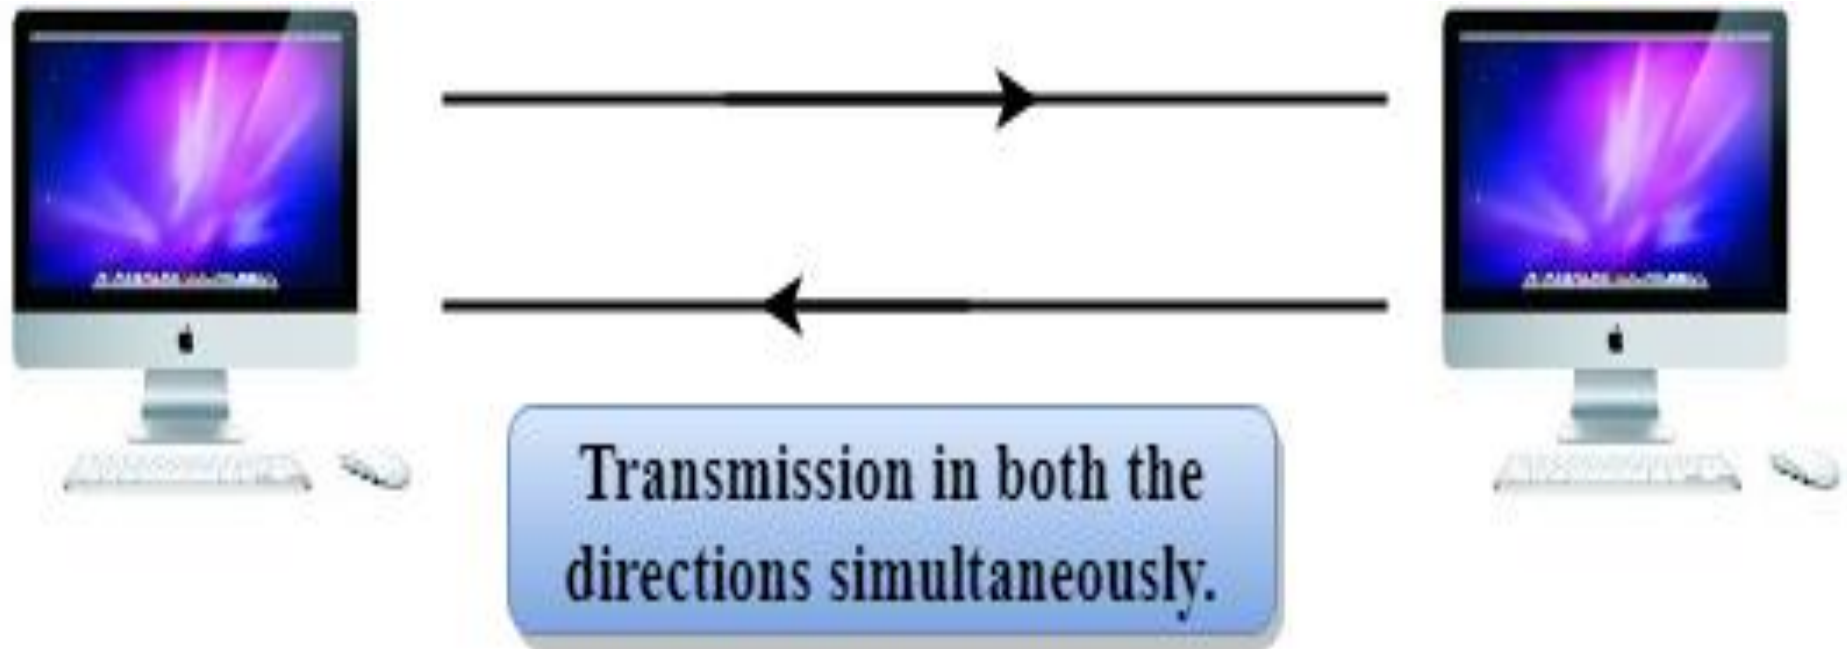 Transmission in both the
directions simultaneously.